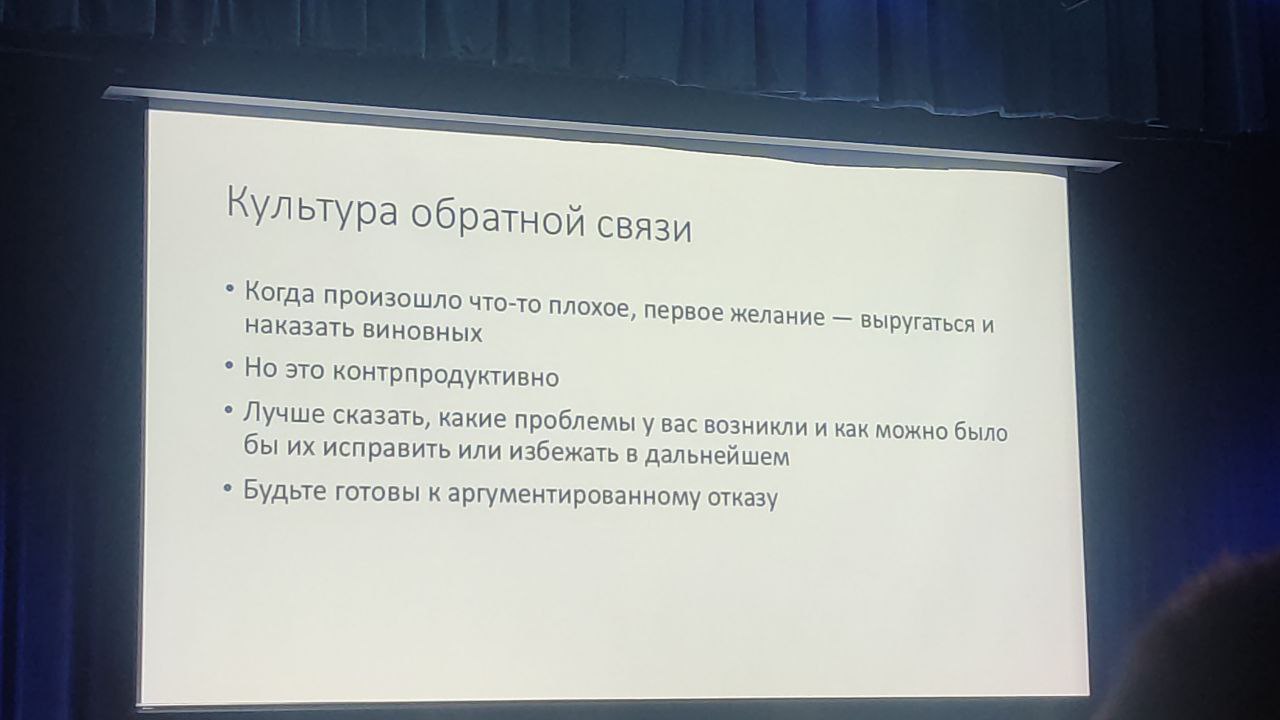 Культура обратной связи
• Когда произошло что-то плохое, первое желание — выругаться и
наказать виновных
• Но это контрпродуктивно
• Лучше сказать, какие проблемы у вас возникли и как можно было
бы их исправить или избежать в дальнейшем
• Будьте готовы к аргументированному отказу